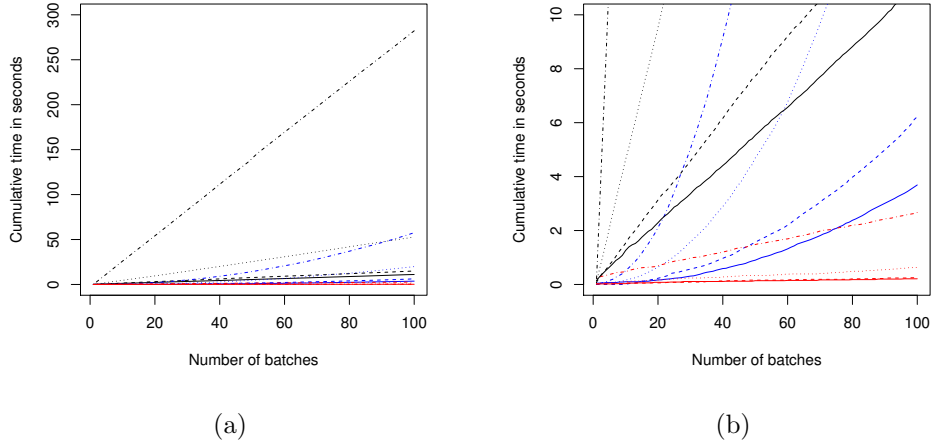 Cumulative time in seconds
300
250
200
150
100
50
0
0 20 40 60 80 100
Number of batches
(a)
Cumulative time in seconds
10
8
6
4
2
0
0 20 40 60 80 100
Number of batches
(b)